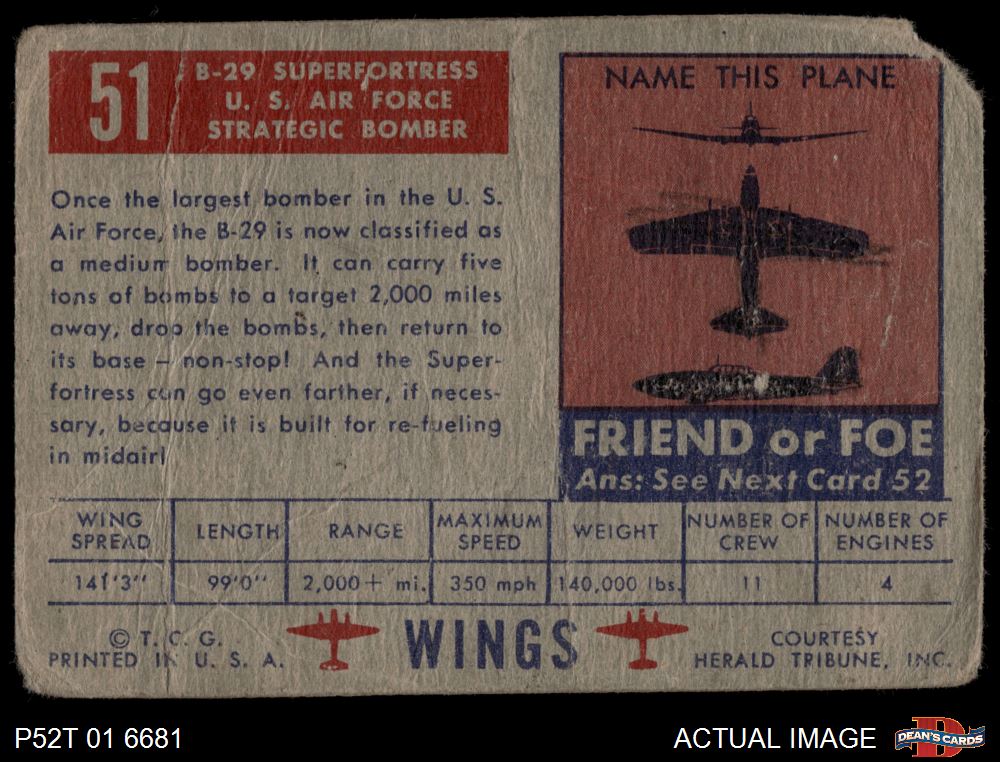 51
B-29 SUPERFORTRESS
U. S. AIR FORCE
STRATEGIC BOMBER
Once the largest bomber in the U. S.
Air Force, the B-29 is now classified as
a medium bomber. It can carry five
tons of bombs to a target 2,000 miles
away, drop the bombs, then return to
its base – non-stop! And the Super-
fortress can go even farther, if neces-
sary, because it is built for re-fueling
in midair!
NAME THIS PLANE
FRIEND or FOE
Ans: See Next Card 52
WING SPREAD
LENGTH
RANGE
MAXIMUM SPEED
WEIGHT
NUMBER OF CREW
NUMBER OF ENGINES
141'3"
99'0"
2,000+ mi.
350 mph
140,000 lbs.
11
4
© T. C. G.
PRINTED IN U. S. A.
WINGS
COURTESY
HERALD TRIBUNE, INC.
P52T 01 6681
ACTUAL IMAGE
D
DEAN'S CARDS